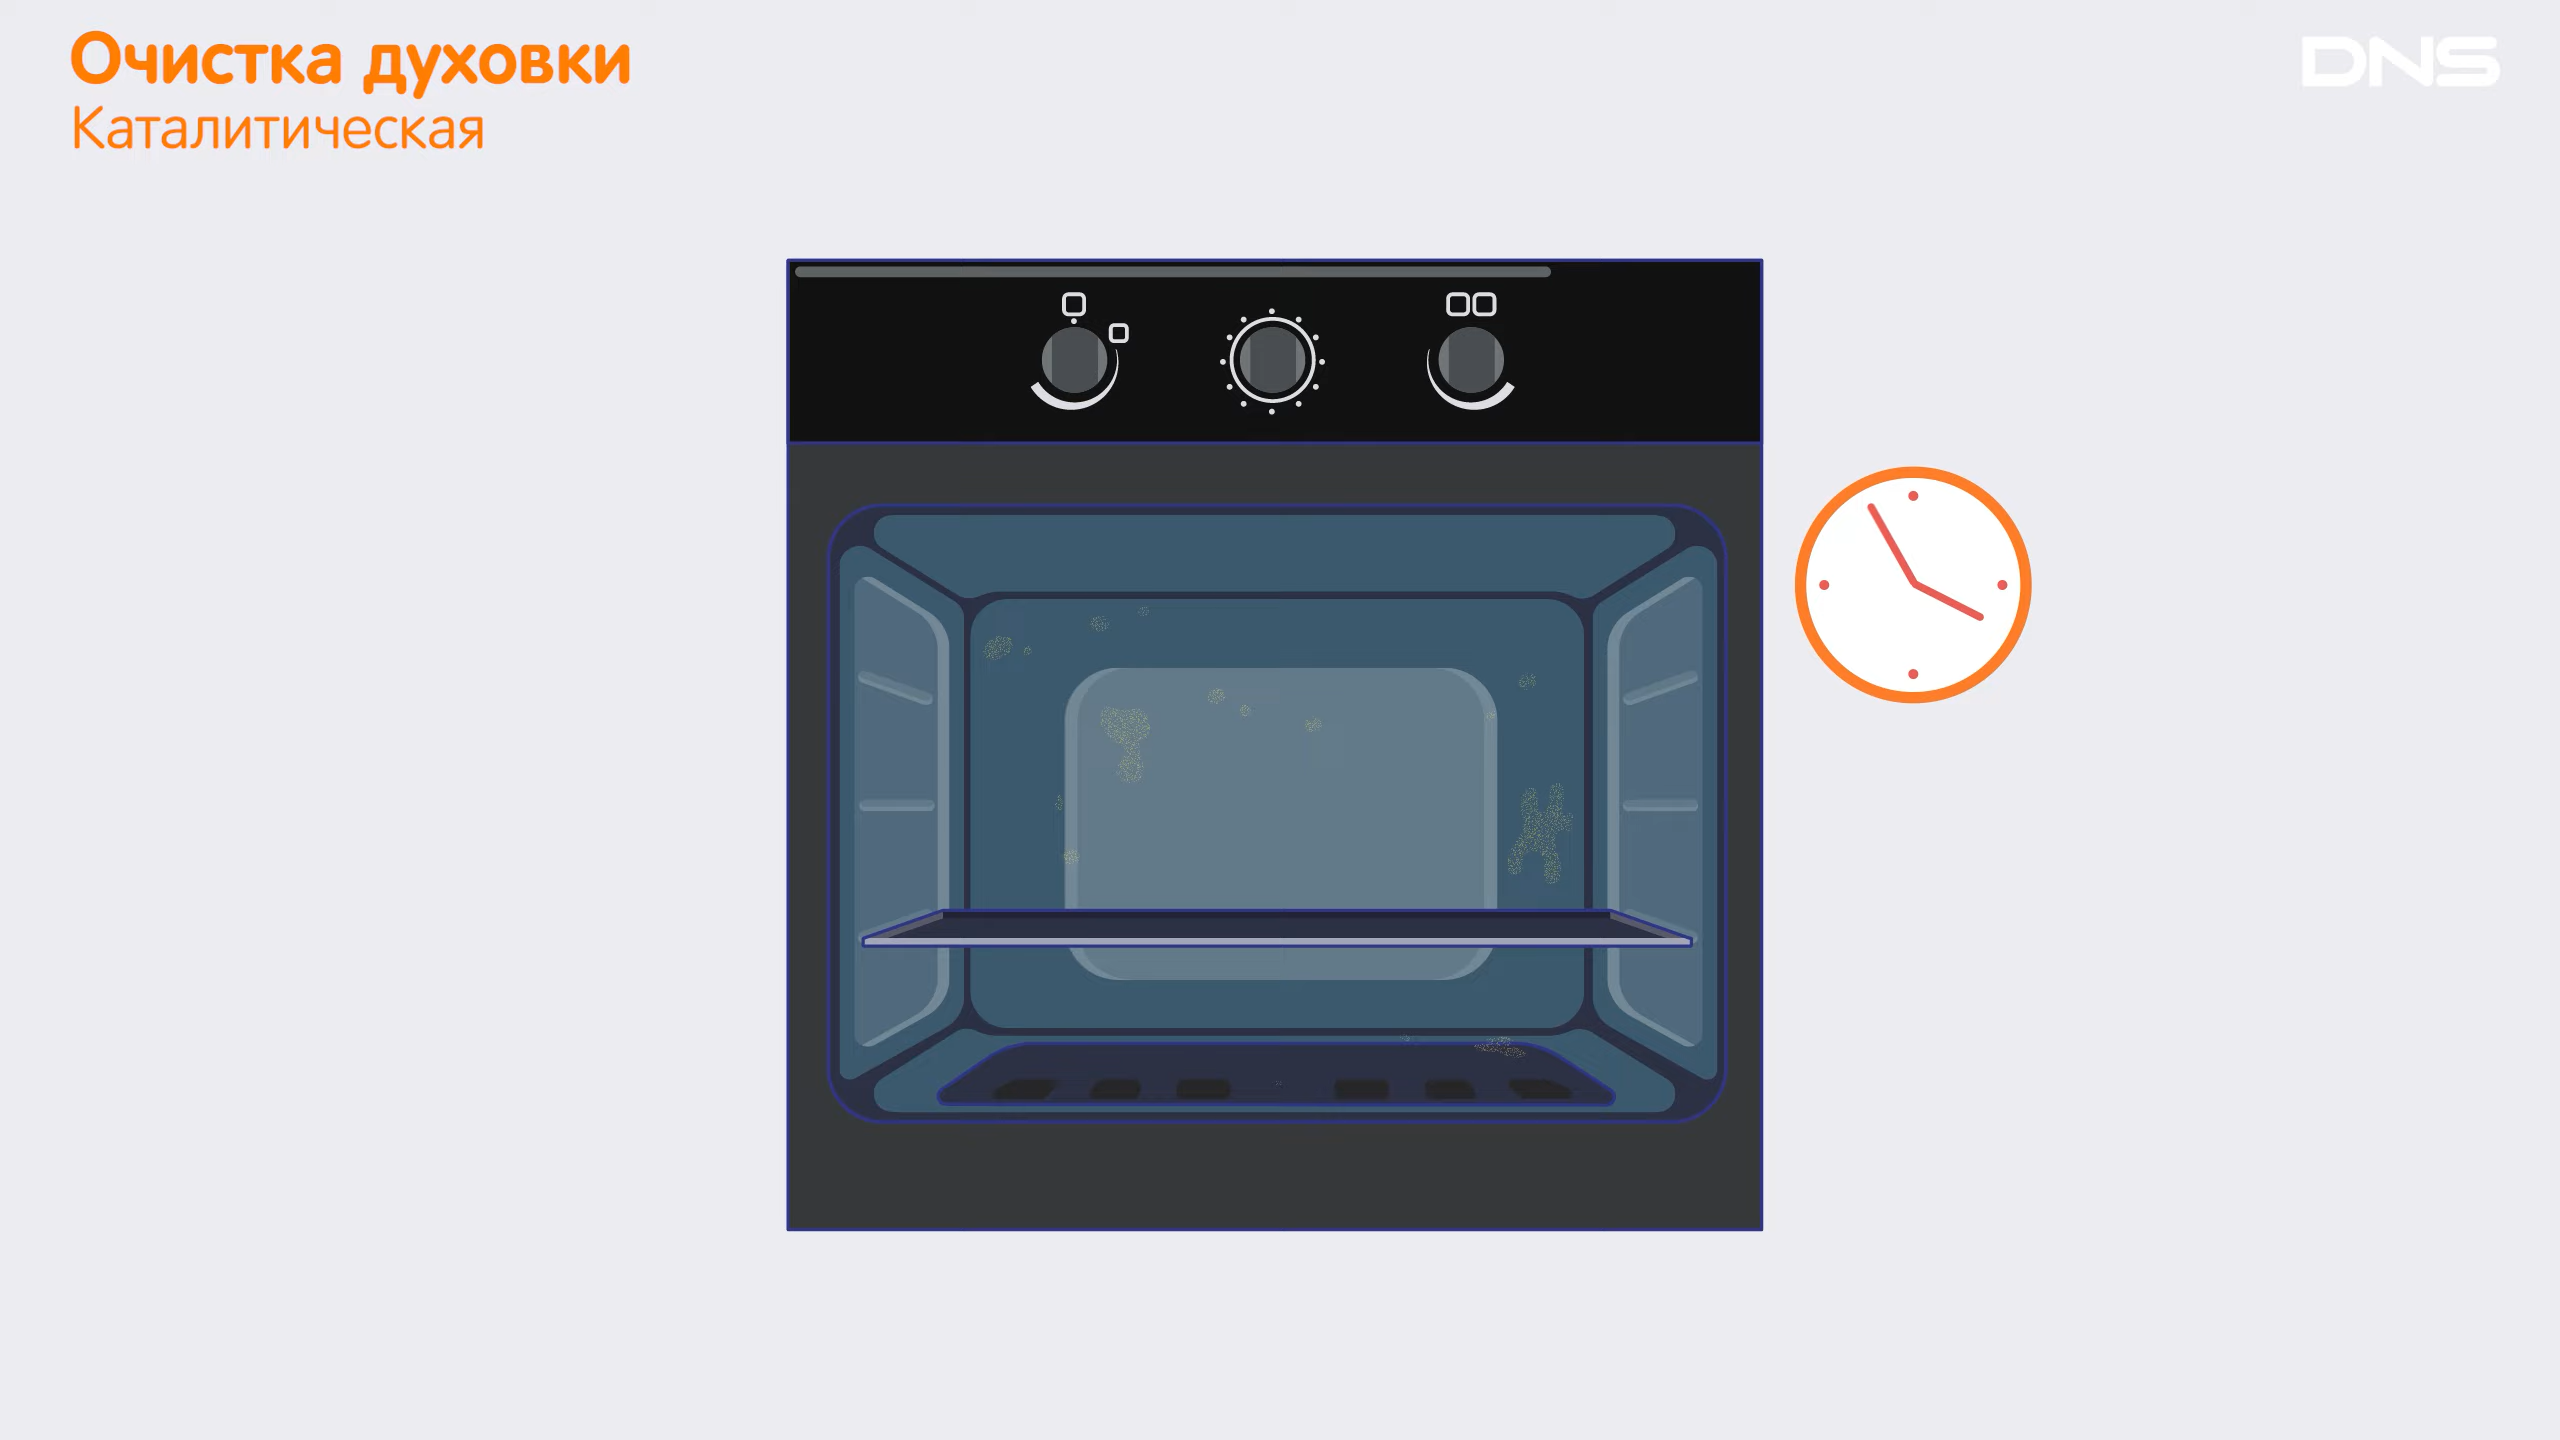 Очистка духовки
Каталитическая
DNS